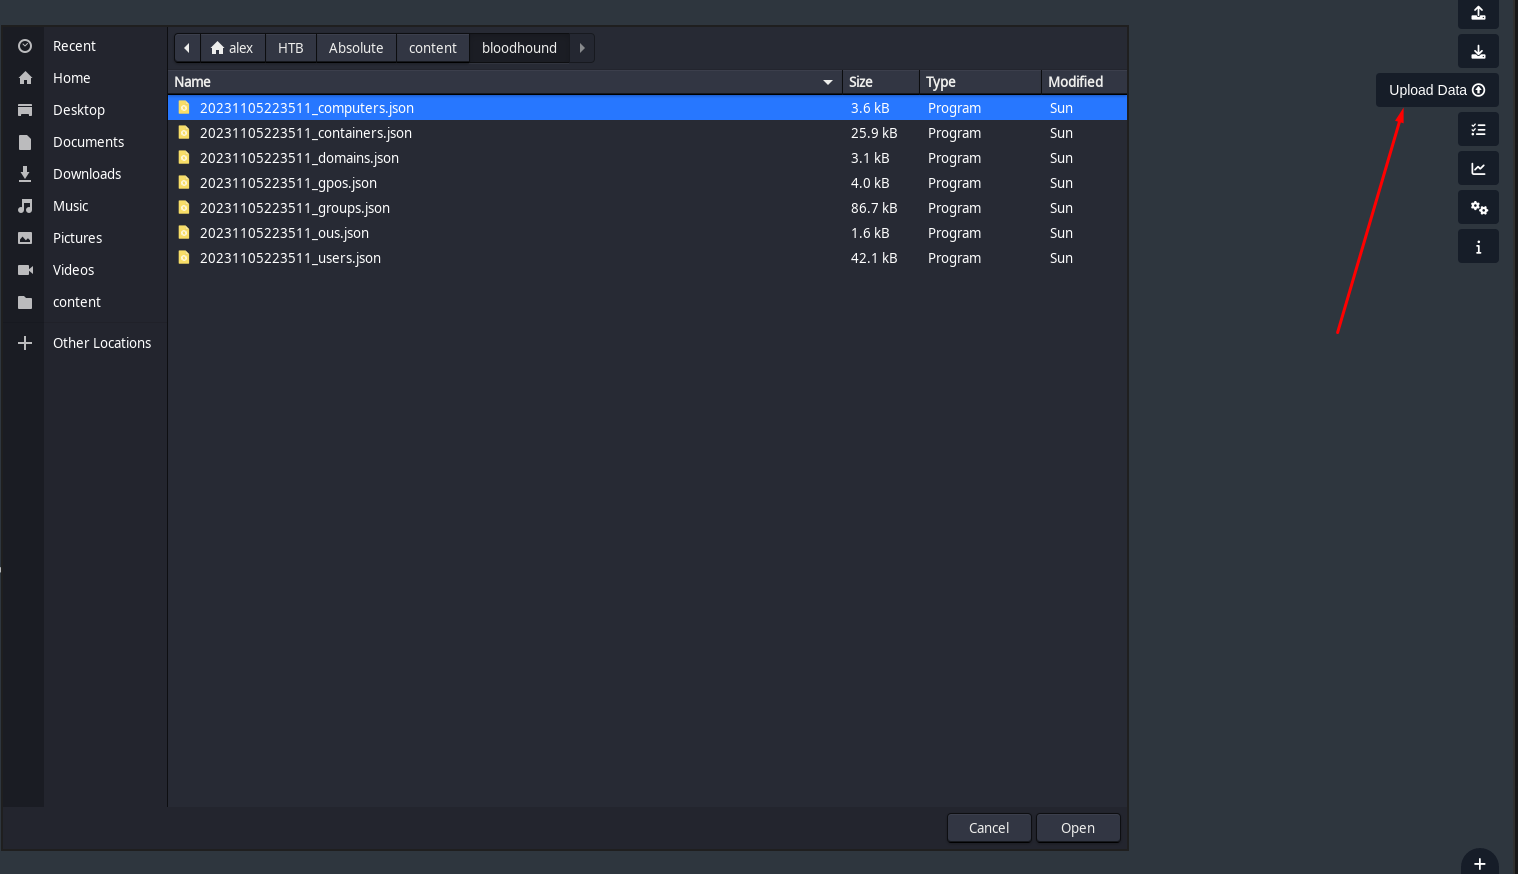 Recent
Home
Desktop
Documents
Downloads
Music
Pictures
Videos
content
Other Locations
alex HTB Absolute content bloodhound
Name Size Type Modified
20231105223511_computers.json 3.6 kB Program Sun
20231105223511_containers.json 25.9 kB Program Sun
20231105223511_domains.json 3.1 kB Program Sun
20231105223511_gpos.json 4.0 kB Program Sun
20231105223511_groups.json 86.7 kB Program Sun
20231105223511_ous.json 1.6 kB Program Sun
20231105223511_users.json 42.1 kB Program Sun
Cancel Open
Upload Data